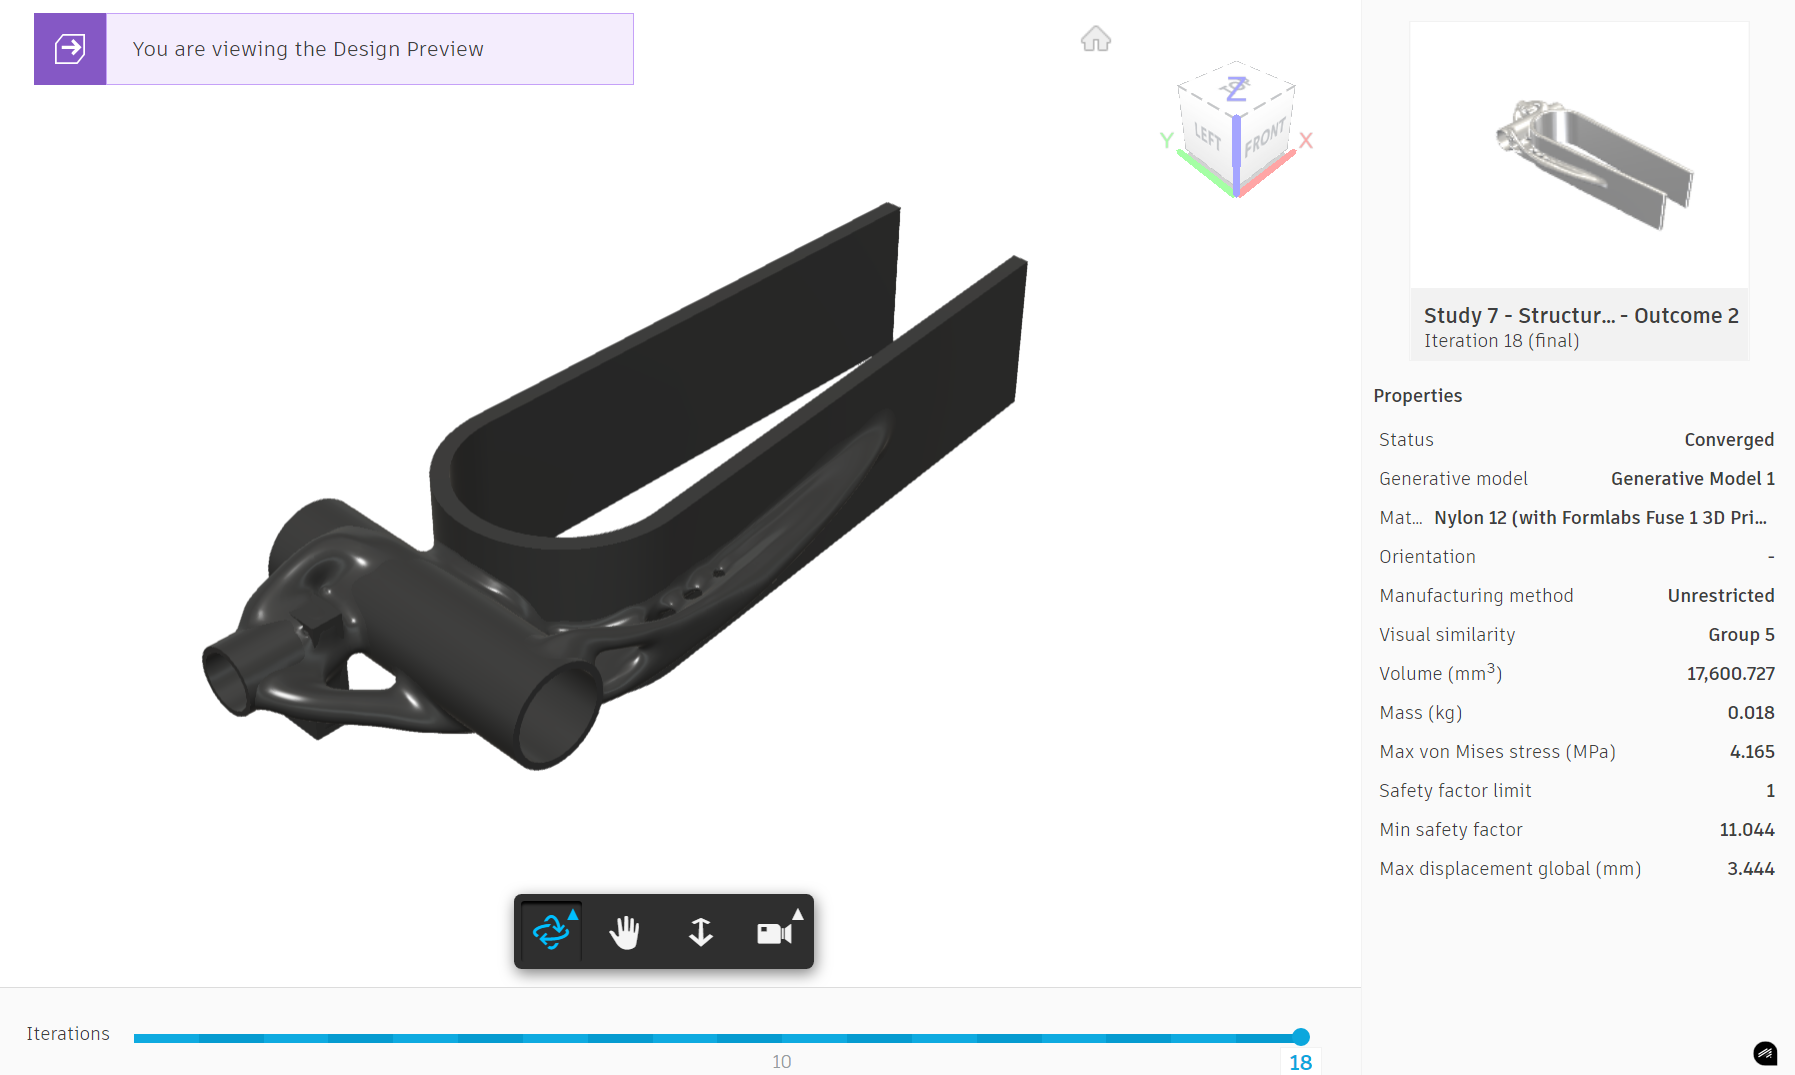 You are viewing the Design Preview
Z
LEFT
FRONT
Y
X
Study 7 - Structur... - Outcome 2
Iteration 18 (final)
Properties
Status Converged
Generative model Generative Model 1
Mat... Nylon 12 (with Formlabs Fuse 1 3D Pri...
Orientation -
Manufacturing method Unrestricted
Visual similarity Group 5
Volume (mm³) 17,600.727
Mass (kg) 0.018
Max von Mises stress (MPa) 4.165
Safety factor limit 1
Min safety factor 11.044
Max displacement global (mm) 3.444
Iterations
10
18